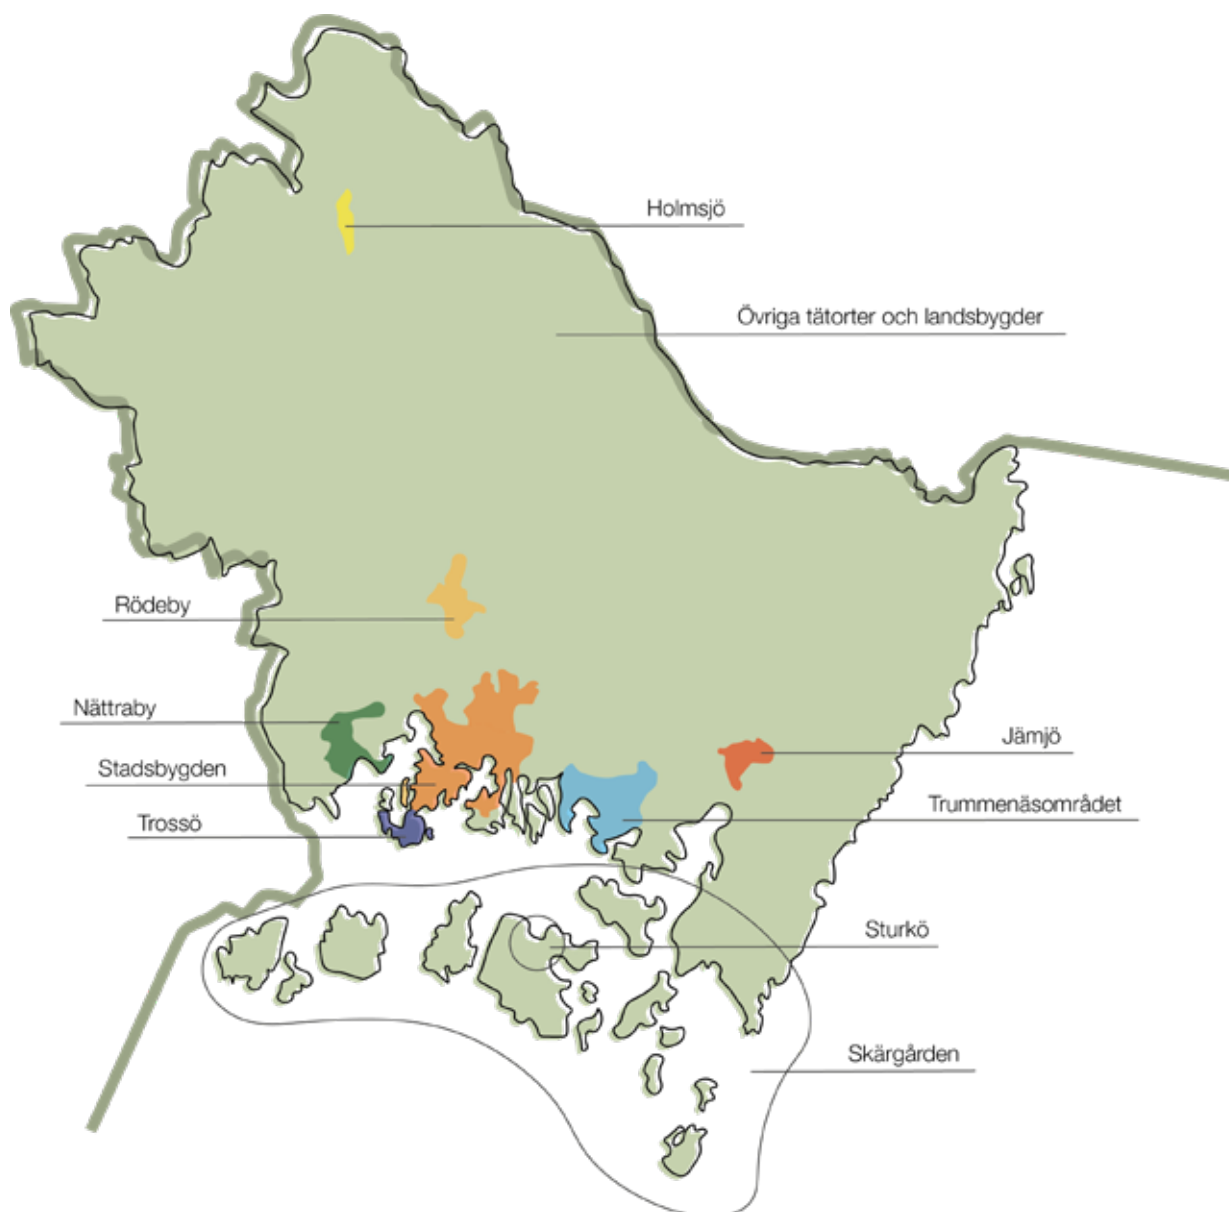 Holmsjö
Övriga tätorter och landsbygder
Rödeby
Nättraby
Jämjö
Stadsbygden
Trummenäsområdet
Trossö
Sturkö
Skärgården